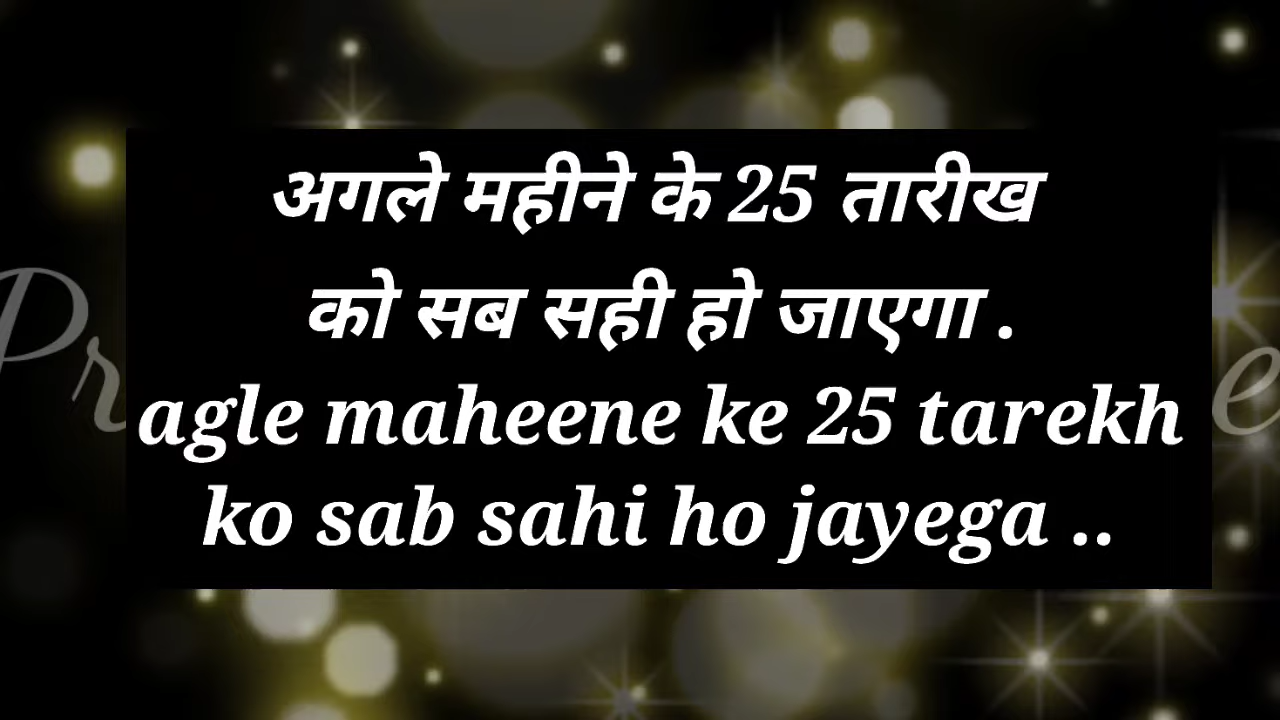 अगले महीने के 25 तारीख
को सब सही हो जाएगा .
agle maheene ke 25 tarekh
ko sab sahi ho jayega ..